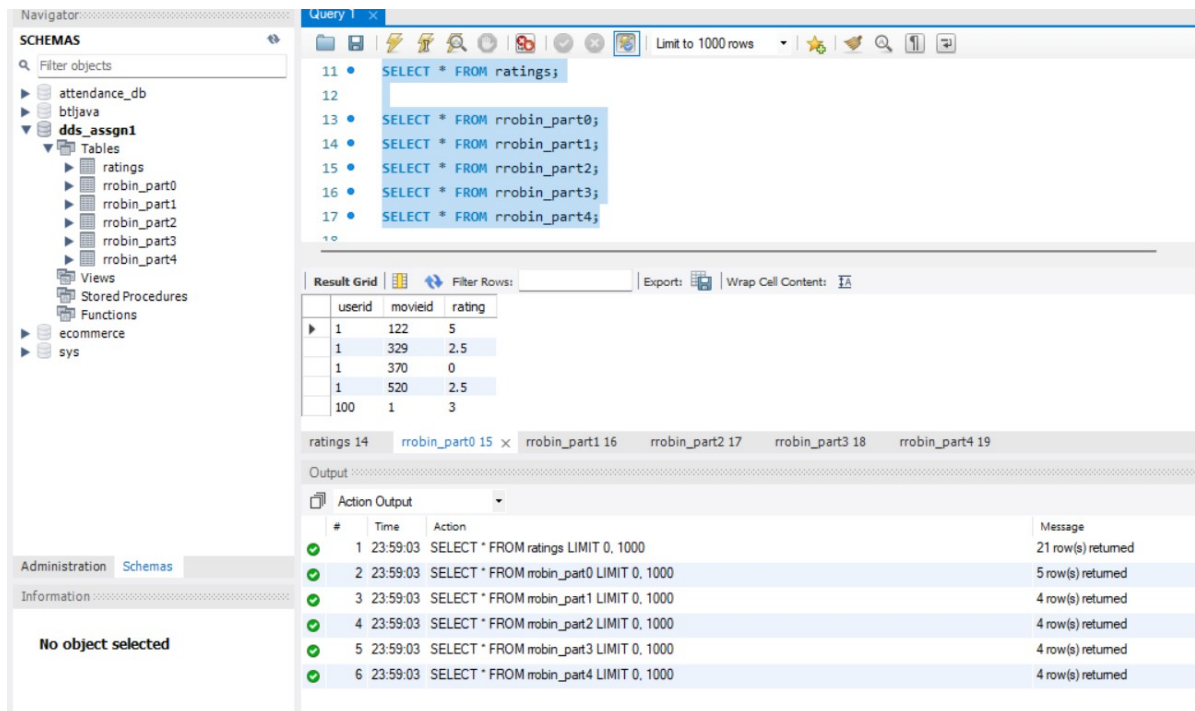 Navigator
SCHEMAS
Filter objects
attendance_db
btljava
dds_assgn1
Tables
ratings
rrobin_part0
rrobin_part1
rrobin_part2
rrobin_part3
rrobin_part4
Views
Stored Procedures
Functions
ecommerce
sys
Administration Schemas
Information
No object selected
Query 1
Limit to 1000 rows
11 SELECT * FROM ratings;
12
13 SELECT * FROM rrobin_part0;
14 SELECT * FROM rrobin_part1;
15 SELECT * FROM rrobin_part2;
16 SELECT * FROM rrobin_part3;
17 SELECT * FROM rrobin_part4;
18
Result Grid Filter Rows: Export: Wrap Cell Content:
userid movieid rating
1 122 5
1 329 2.5
1 370 0
1 520 2.5
100 1 3
ratings 14 rrobin_part0 15 rrobin_part1 16 rrobin_part2 17 rrobin_part3 18 rrobin_part4 19
Output
Action Output
# Time Action Message
1 23:59:03 SELECT * FROM ratings LIMIT 0, 1000 21 row(s) returned
2 23:59:03 SELECT * FROM rrobin_part0 LIMIT 0, 1000 5 row(s) returned
3 23:59:03 SELECT * FROM rrobin_part1 LIMIT 0, 1000 4 row(s) returned
4 23:59:03 SELECT * FROM rrobin_part2 LIMIT 0, 1000 4 row(s) returned
5 23:59:03 SELECT * FROM rrobin_part3 LIMIT 0, 1000 4 row(s) returned
6 23:59:03 SELECT * FROM rrobin_part4 LIMIT 0, 1000 4 row(s) returned